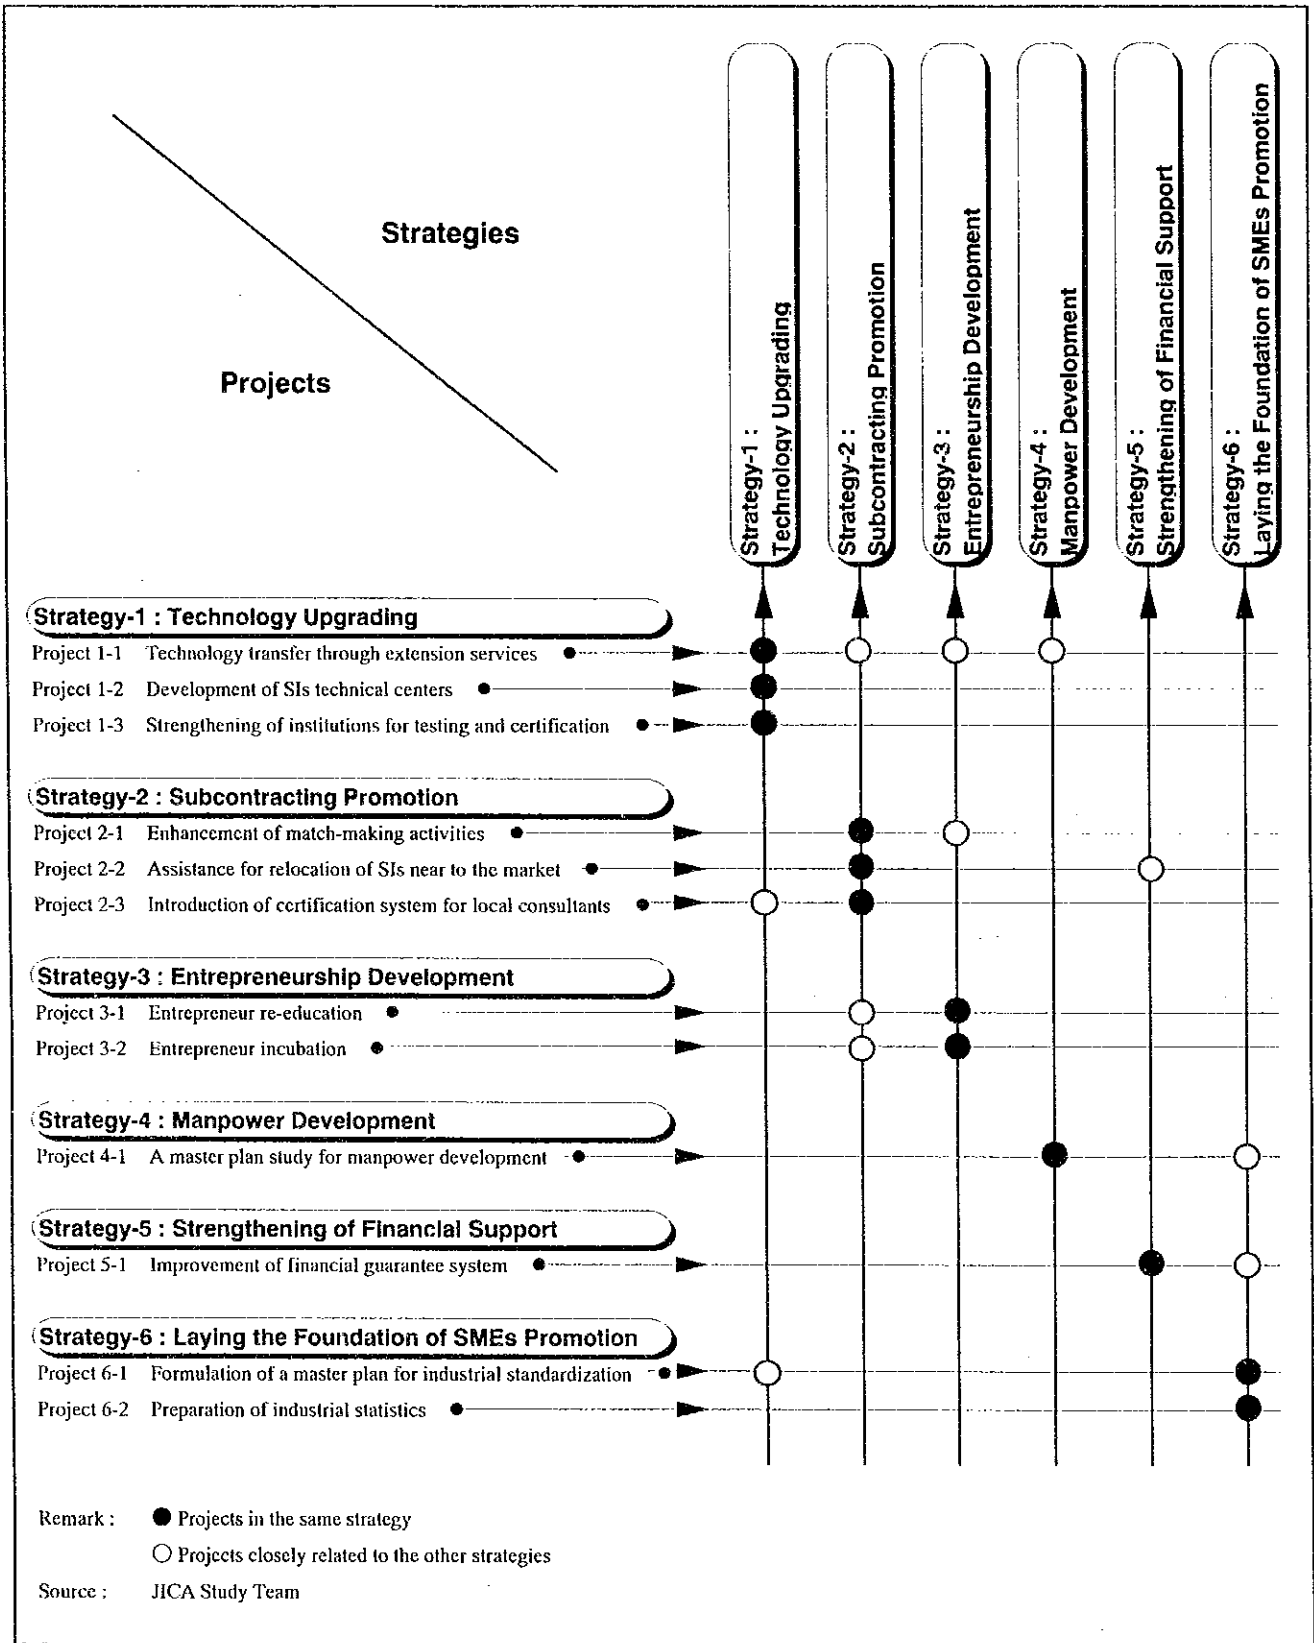 Strategies
Projects
Strategy-1 :
Technology Upgrading
Strategy-2 :
Subcontracting Promotion
Strategy-3 :
Entrepreneurship Development
Strategy-4 :
Manpower Development
Strategy-5 :
Strengthening of Financial Support
Strategy-6 :
Laying the Foundation of SMEs Promotion
Strategy-1 : Technology Upgrading
Project 1-1 Technology transfer through extension services
Project 1-2 Development of SIs technical centers
Project 1-3 Strengthening of institutions for testing and certification
Strategy-2 : Subcontracting Promotion
Project 2-1 Enhancement of match-making activities
Project 2-2 Assistance for relocation of SIs near to the market
Project 2-3 Introduction of certification system for local consultants
Strategy-3 : Entrepreneurship Development
Project 3-1 Entrepreneur re-education
Project 3-2 Entrepreneur incubation
Strategy-4 : Manpower Development
Project 4-1 A master plan study for manpower development
Strategy-5 : Strengthening of Financial Support
Project 5-1 Improvement of financial guarantee system
Strategy-6 : Laying the Foundation of SMEs Promotion
Project 6-1 Formulation of a master plan for industrial standardization
Project 6-2 Preparation of industrial statistics
Remark : ● Projects in the same strategy
○ Projects closely related to the other strategies
Source : JICA Study Team